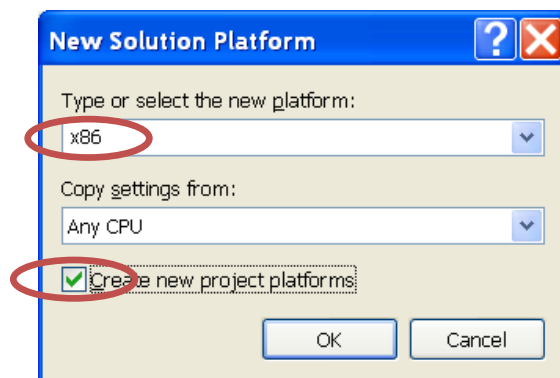 New Solution Platform
Type or select the new platform:
x86
Copy settings from:
Any CPU
Create new project platforms
OK Cancel